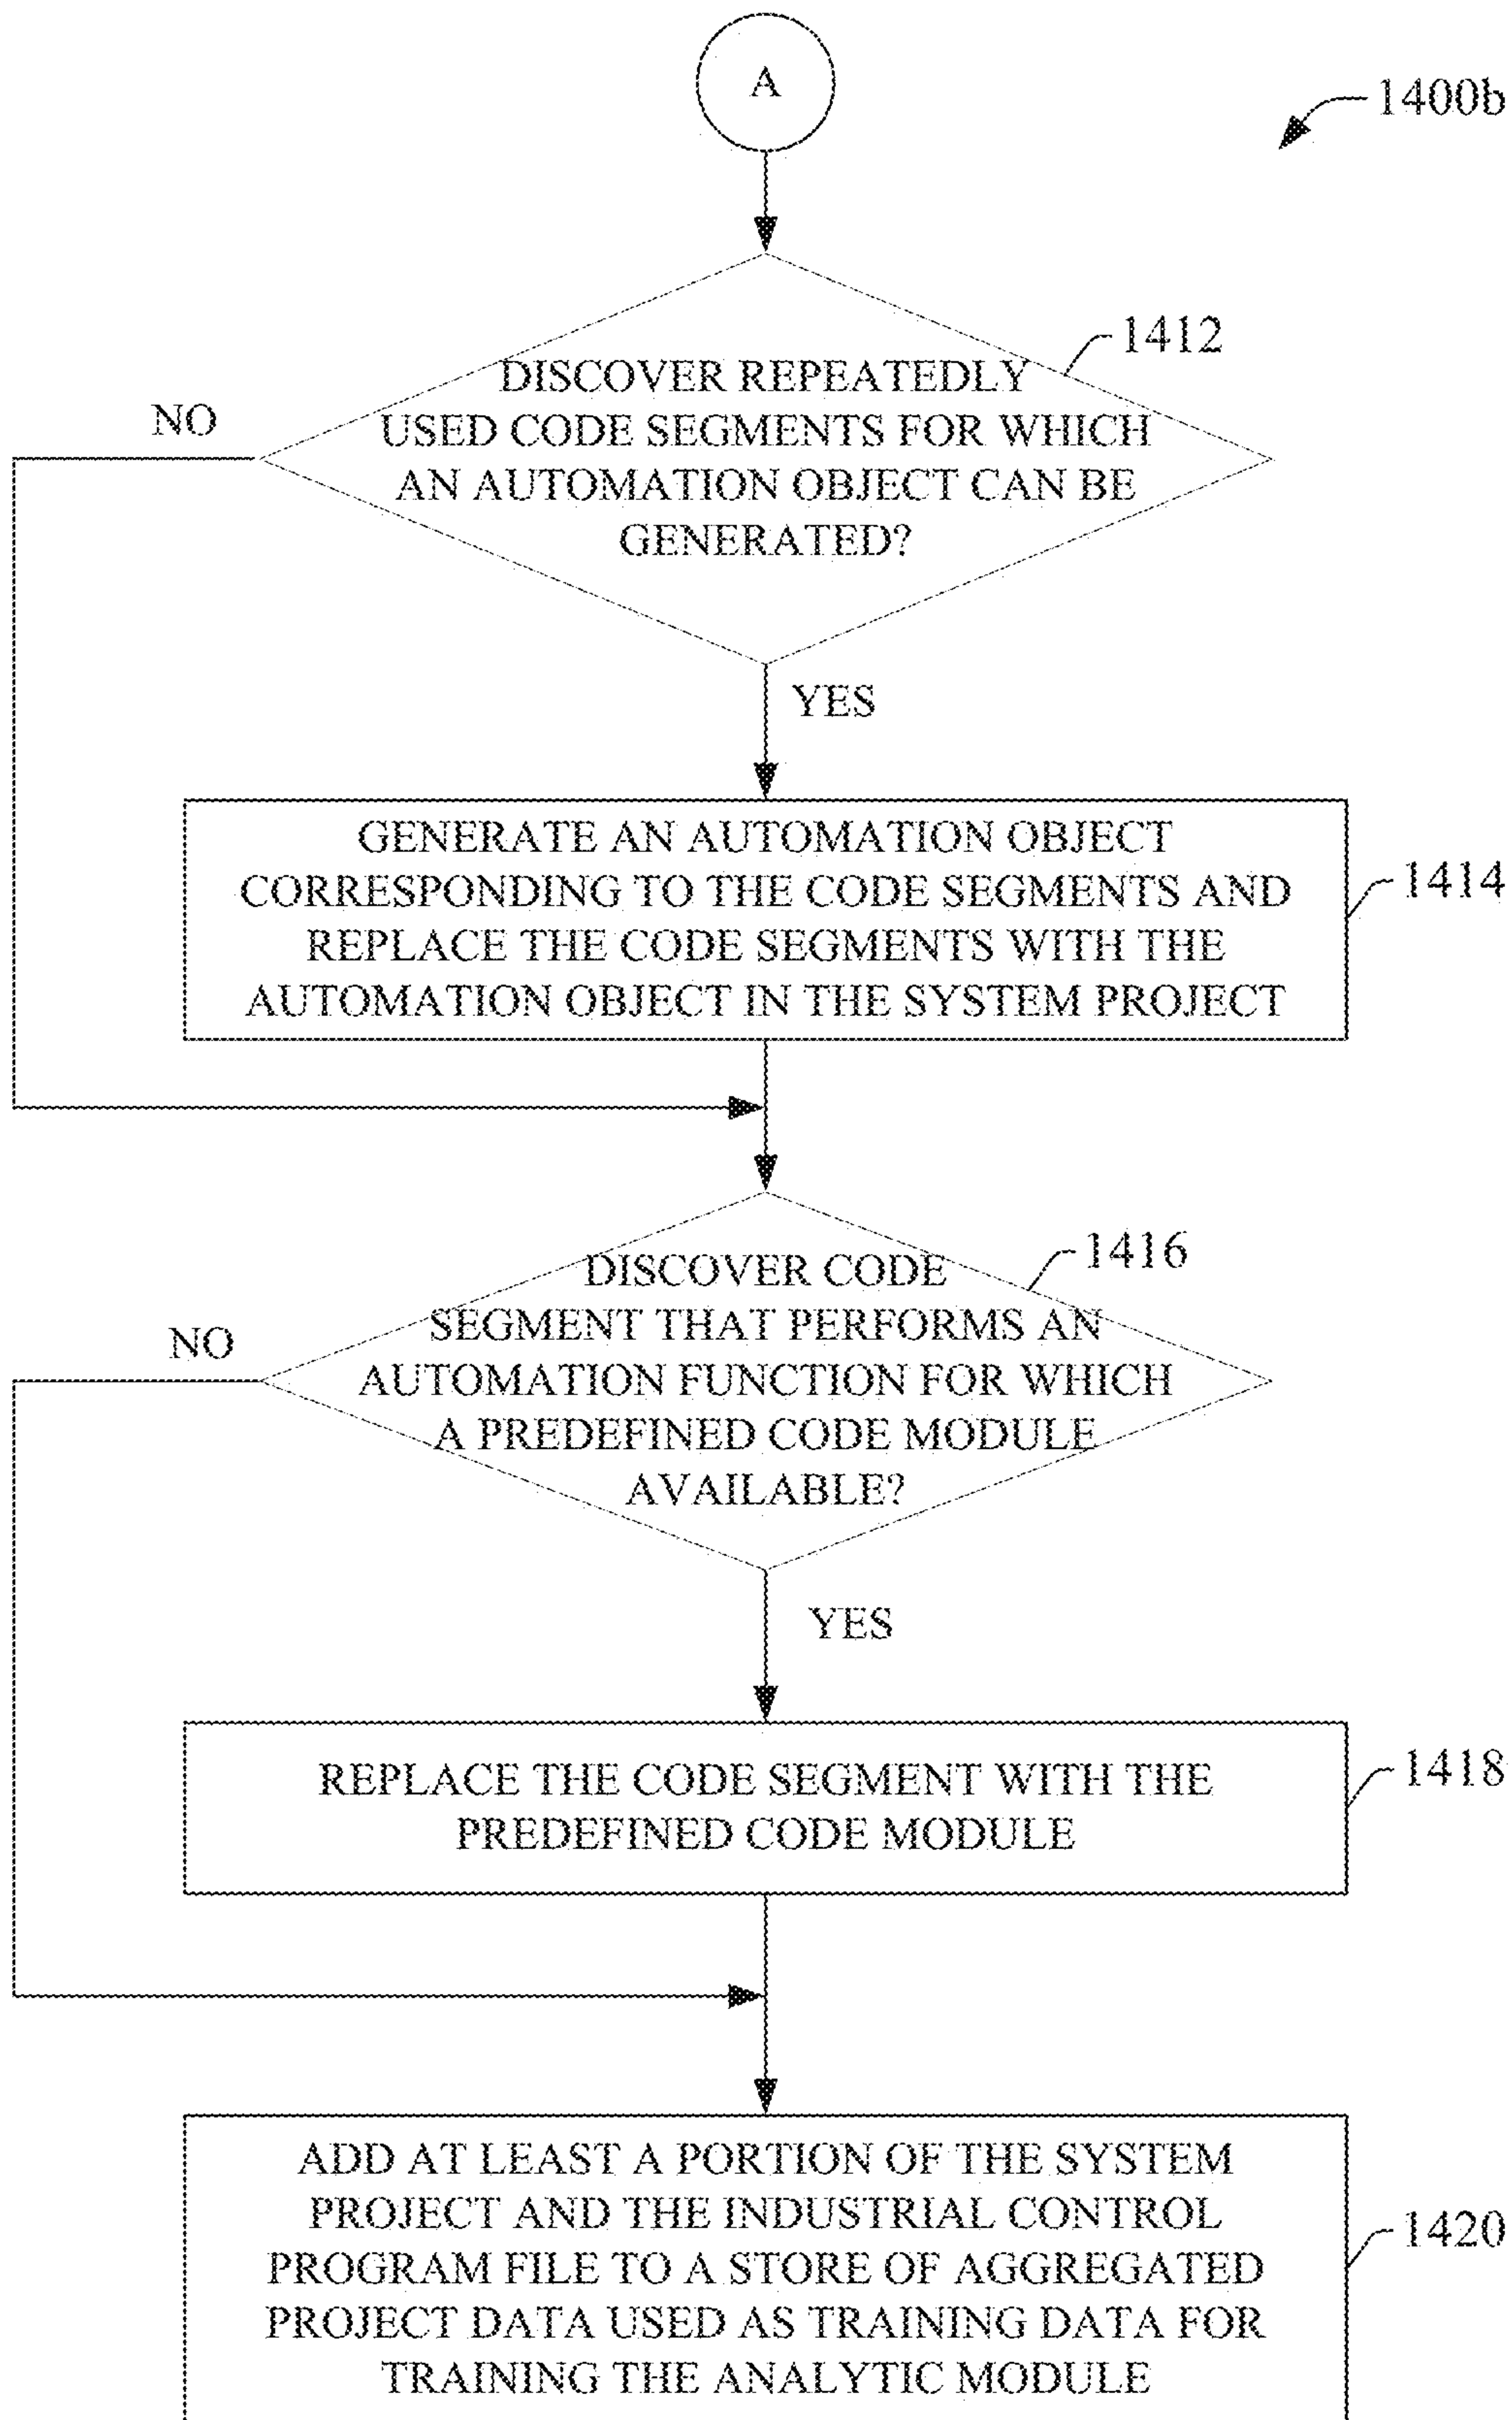 A
1400b
1412
DISCOVER REPEATEDLY
USED CODE SEGMENTS FOR WHICH
AN AUTOMATION OBJECT CAN BE
GENERATED?
NO
YES
GENERATE AN AUTOMATION OBJECT
CORRESPONDING TO THE CODE SEGMENTS AND
REPLACE THE CODE SEGMENTS WITH THE
AUTOMATION OBJECT IN THE SYSTEM PROJECT
1414
1416
DISCOVER CODE
SEGMENT THAT PERFORMS AN
AUTOMATION FUNCTION FOR WHICH
A PREDEFINED CODE MODULE
AVAILABLE?
NO
YES
REPLACE THE CODE SEGMENT WITH THE
PREDEFINED CODE MODULE
1418
ADD AT LEAST A PORTION OF THE SYSTEM
PROJECT AND THE INDUSTRIAL CONTROL
PROGRAM FILE TO A STORE OF AGGREGATED
PROJECT DATA USED AS TRAINING DATA FOR
TRAINING THE ANALYTIC MODULE
1420